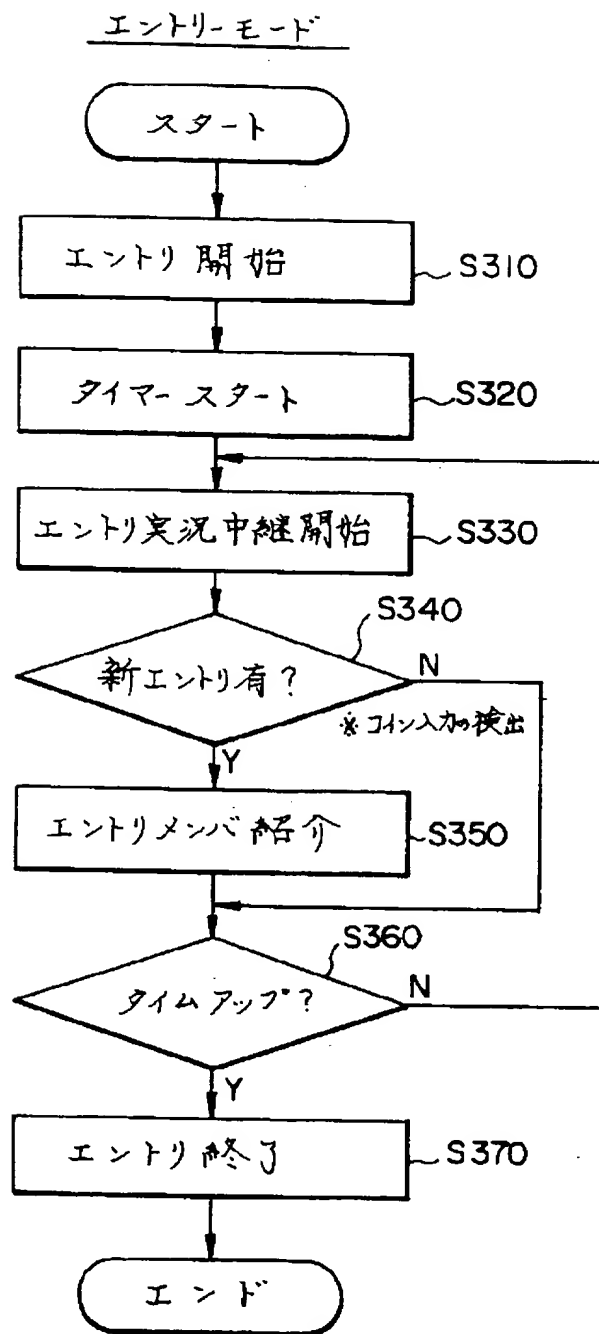 エントリーモード
スタート
エントリ開始
S310
タイマースタート
S320
エントリ実況中継開始
S330
S340
新エントリ有?
N
※コイン入力の検出
Y
エントリメンバ紹介
S350
S360
タイムアップ?
N
Y
エントリ終了
S370
エンド